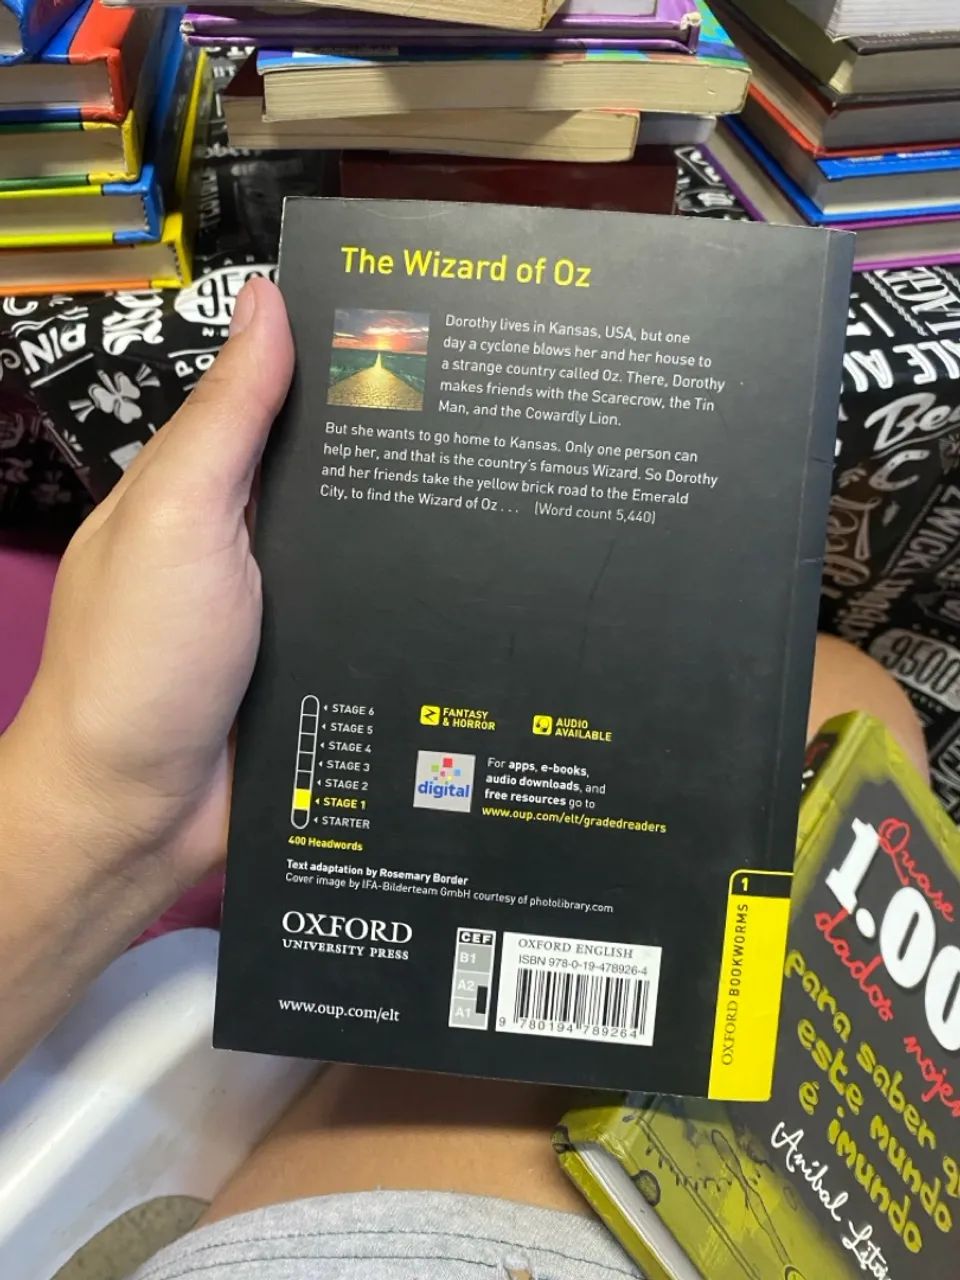 The Wizard of Oz
Dorothy lives in Kansas, USA, but one
day a cyclone blows her and her house to
a strange country called Oz. There, Dorothy
makes friends with the Scarecrow, the Tin
Man, and the Cowardly Lion.
But she wants to go home to Kansas. Only one person can
help her, and that is the country's famous Wizard. So Dorothy
and her friends take the yellow brick road to the Emerald
City, to find the Wizard of Oz . . . (Word count 5,440)
STAGE 6
STAGE 5
STAGE 4
STAGE 3
STAGE 2
STAGE 1
STARTER
400 Headwords
FANTASY
& HORROR
AUDIO
AVAILABLE
digital
For apps, e-books,
audio downloads, and
free resources go to
www.oup.com/elt/gradedreaders
Text adaptation by Rosemary Border
Cover image by IFA-Bilderteam GmbH courtesy of photolibrary.com
OXFORD
UNIVERSITY PRESS
www.oup.com/elt
CEF
B1
A2
A1
OXFORD ENGLISH
ISBN 978-0-19-478926-4
9 780194 789264
1
OXFORD BOOKWORMS
Quase
1.00
dados nojen
para saber q
este mundo
é imundo
Aníbal Lito
9500
9500